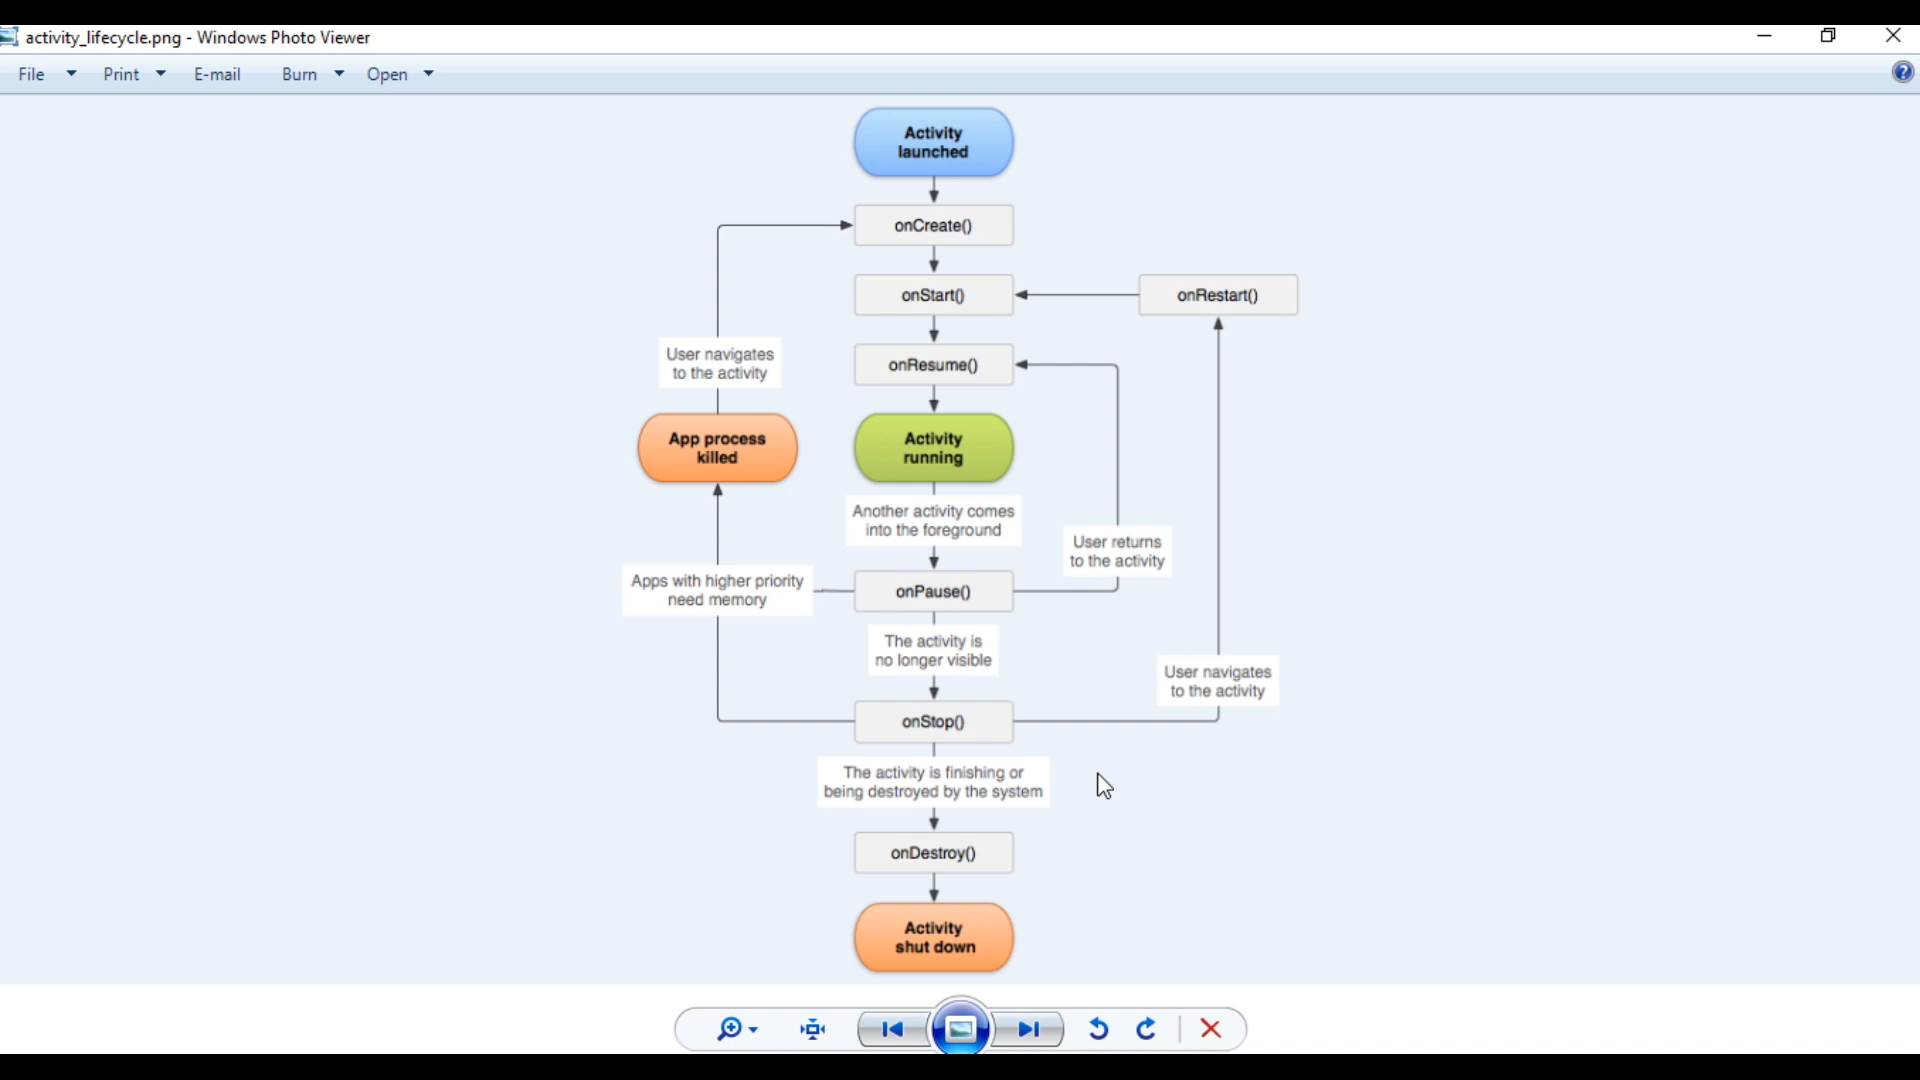 activity_lifecycle.png - Windows Photo Viewer
File Print E-mail Burn Open
Activity
launched
onCreate()
onStart()
onRestart()
onResume()
User navigates
to the activity
App process
killed
Activity
running
Another activity comes
into the foreground
User returns
to the activity
Apps with higher priority
need memory
onPause()
The activity is
no longer visible
User navigates
to the activity
onStop()
The activity is finishing or
being destroyed by the system
onDestroy()
Activity
shut down